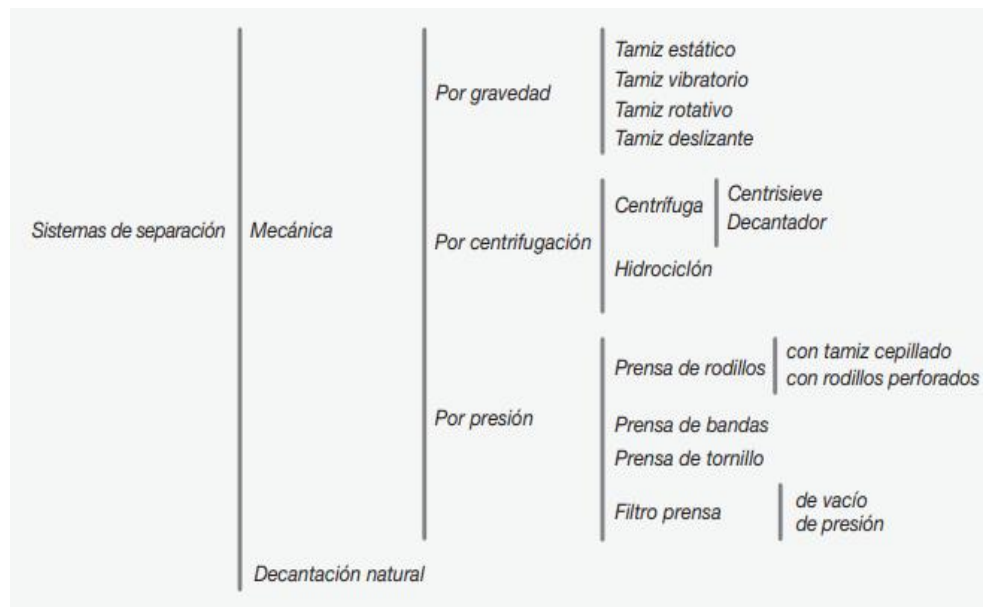 Sistemas de separación
Mecánica
Por gravedad
Tamiz estático
Tamiz vibratorio
Tamiz rotativo
Tamiz deslizante
Por centrifugación
Centrífuga
Centrisieve
Decantador
Hidrociclón
Por presión
Prensa de rodillos
con tamiz cepillado
con rodillos perforados
Prensa de bandas
Prensa de tornillo
Filtro prensa
de vacío
de presión
Decantación natural